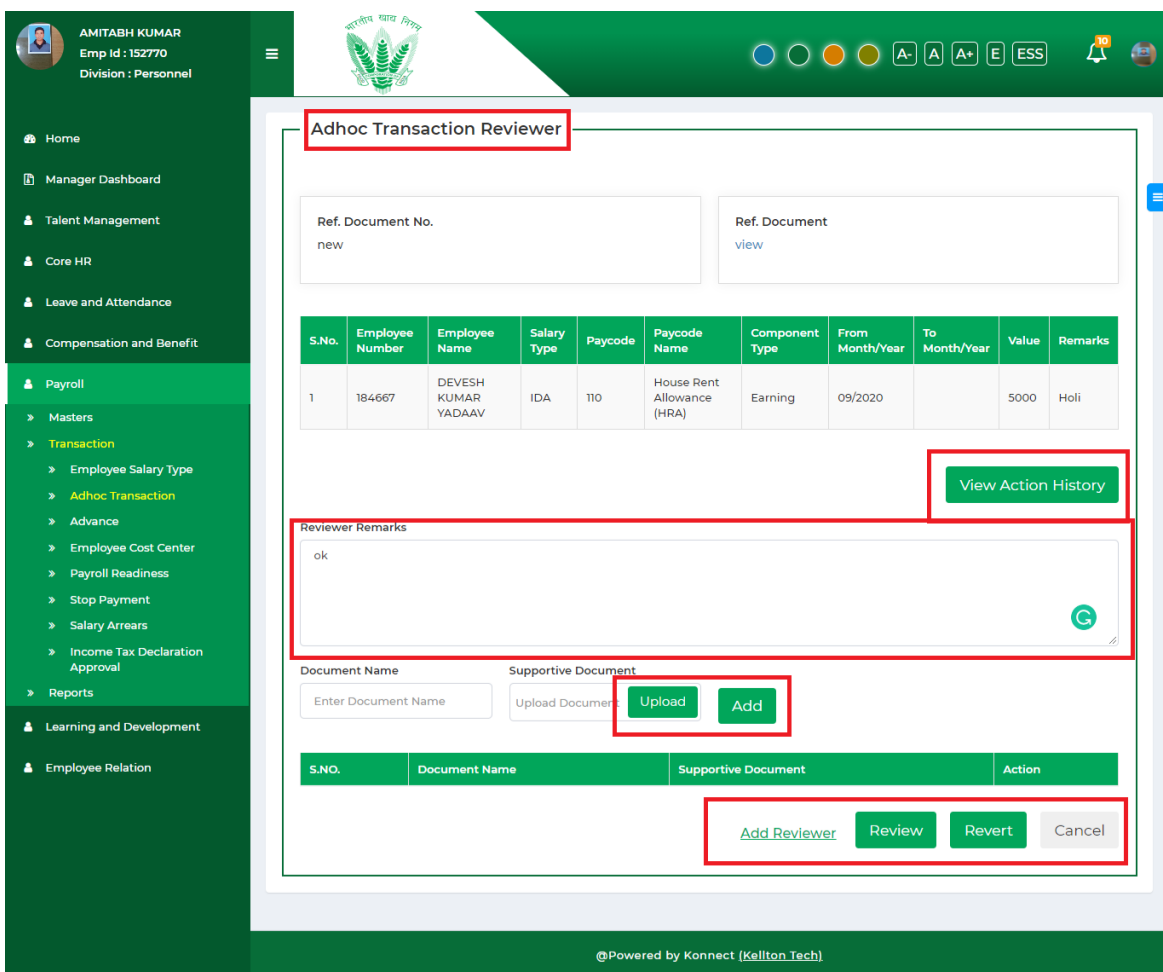 AMITABH KUMAR
Emp Id : 152770
Division : Personnel
भारतीय खाद्य निगम
A- A A+ E ESS
10
Home
Manager Dashboard
Talent Management
Core HR
Leave and Attendance
Compensation and Benefit
Payroll
Masters
Transaction
Employee Salary Type
Adhoc Transaction
Advance
Employee Cost Center
Payroll Readiness
Stop Payment
Salary Arrears
Income Tax Declaration
Approval
Reports
Learning and Development
Employee Relation
Adhoc Transaction Reviewer
Ref. Document No.
new
Ref. Document
view
S.No. Employee Number Employee Name Salary Type Paycode Paycode Name Component Type From Month/Year To Month/Year Value Remarks
1 184667 DEVESH KUMAR YADAAV IDA 110 House Rent Allowance (HRA) Earning 09/2020 5000 Holi
View Action History
Reviewer Remarks
ok
Document Name Supportive Document
Enter Document Name Upload Document Upload Add
S.NO. Document Name Supportive Document Action
Add Reviewer Review Revert Cancel
@Powered by Konnect (Kellton Tech)